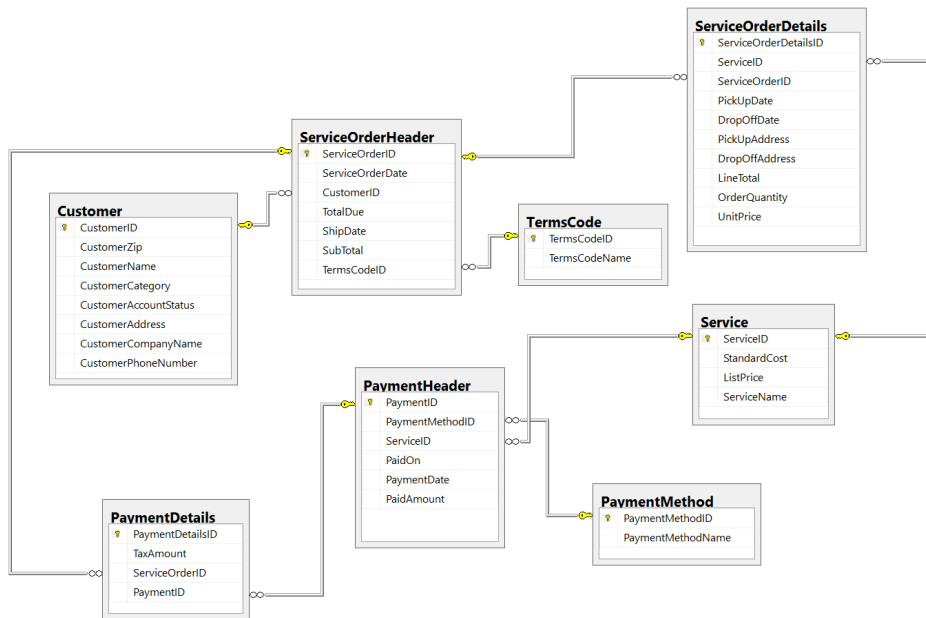 ServiceOrderDetails
ServiceOrderDetailsID
ServiceID
ServiceOrderID
PickUpDate
DropOffDate
PickUpAddress
DropOffAddress
LineTotal
OrderQuantity
UnitPrice
ServiceOrderHeader
ServiceOrderID
ServiceOrderDate
CustomerID
TotalDue
ShipDate
SubTotal
TermsCodeID
Customer
CustomerID
CustomerZip
CustomerName
CustomerCategory
CustomerAccountStatus
CustomerAddress
CustomerCompanyName
CustomerPhoneNumber
TermsCode
TermsCodeID
TermsCodeName
Service
ServiceID
StandardCost
ListPrice
ServiceName
PaymentHeader
PaymentID
PaymentMethodID
ServiceID
PaidOn
PaymentDate
PaidAmount
PaymentMethod
PaymentMethodID
PaymentMethodName
PaymentDetails
PaymentDetailsID
TaxAmount
ServiceOrderID
PaymentID